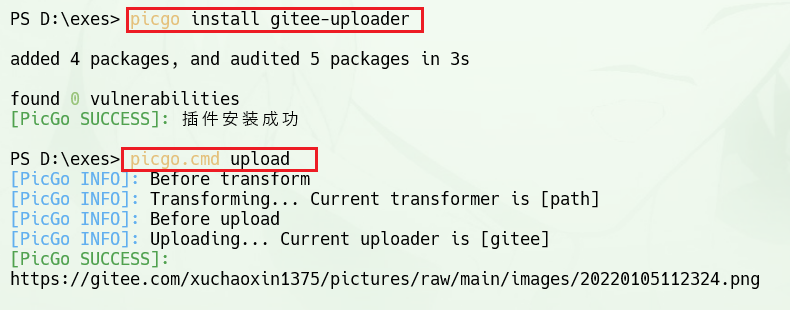 PS D:\exes> picgo install gitee-uploader
added 4 packages, and audited 5 packages in 3s
found 0 vulnerabilities
[PicGo SUCCESS]: 插件安装成功
PS D:\exes> picgo.cmd upload
[PicGo INFO]: Before transform
[PicGo INFO]: Transforming... Current transformer is [path]
[PicGo INFO]: Before upload
[PicGo INFO]: Uploading... Current uploader is [gitee]
[PicGo SUCCESS]:
https://gitee.com/xuchaoxin1375/pictures/raw/main/images/20220105112324.png